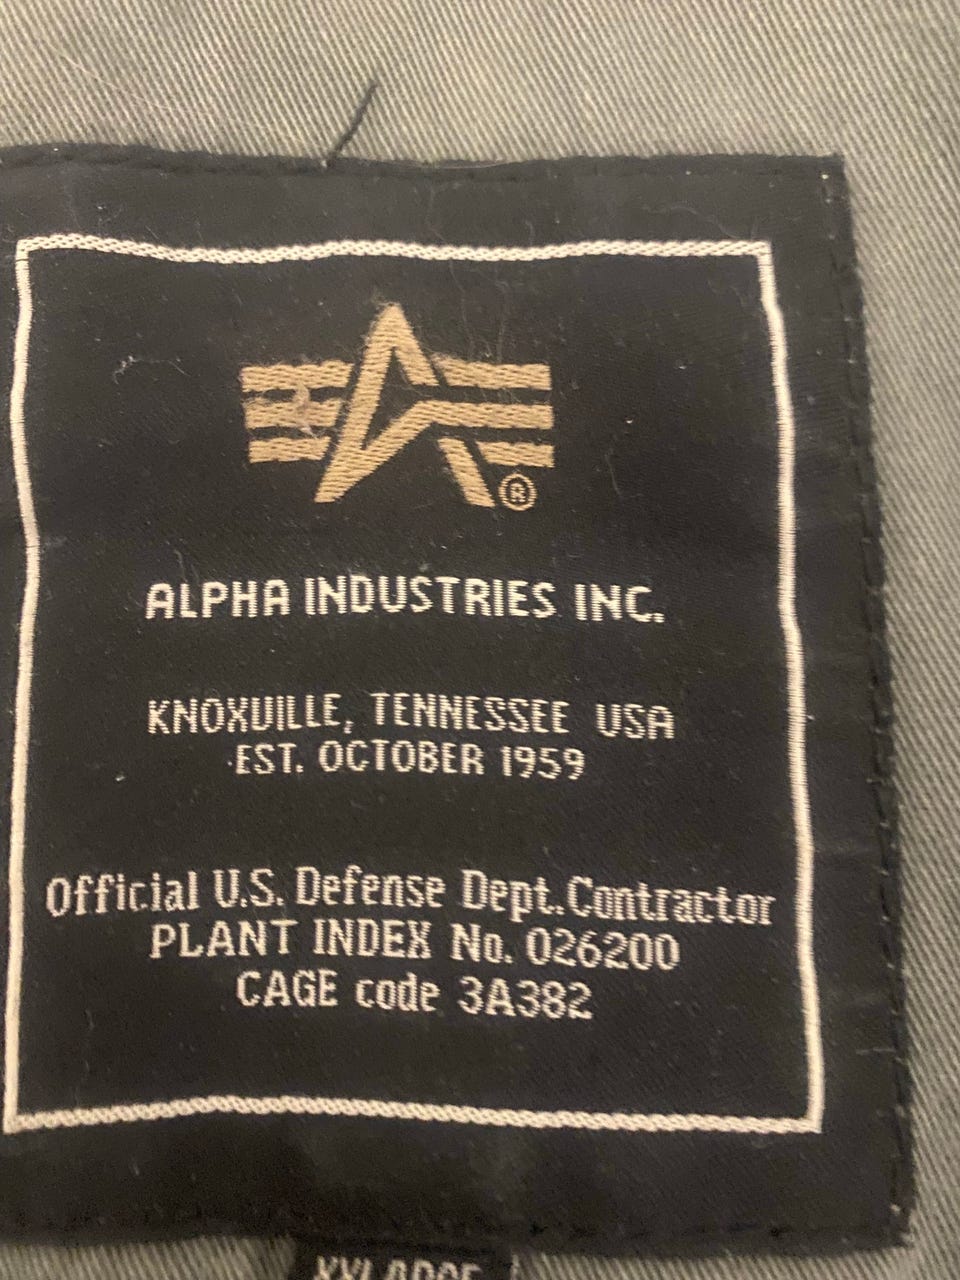 ®
ALPHA INDUSTRIES INC.
KNOXVILLE, TENNESSEE USA
EST. OCTOBER 1959
Official U.S. Defense Dept. Contractor
PLANT INDEX No. 026200
CAGE code 3A382
XXLARGE